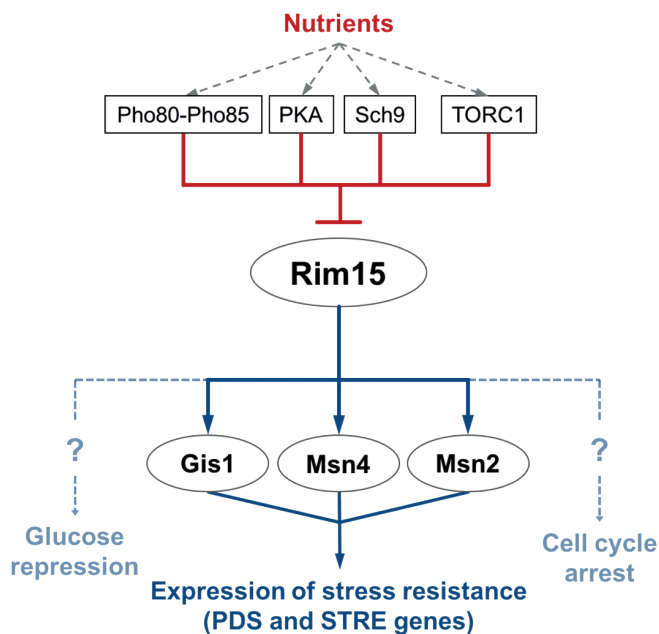 Nutrients
Pho80-Pho85
PKA
Sch9
TORC1
Rim15
?
?
Gis1
Msn4
Msn2
Glucose
repression
Cell cycle
arrest
Expression of stress resistance
(PDS and STRE genes)